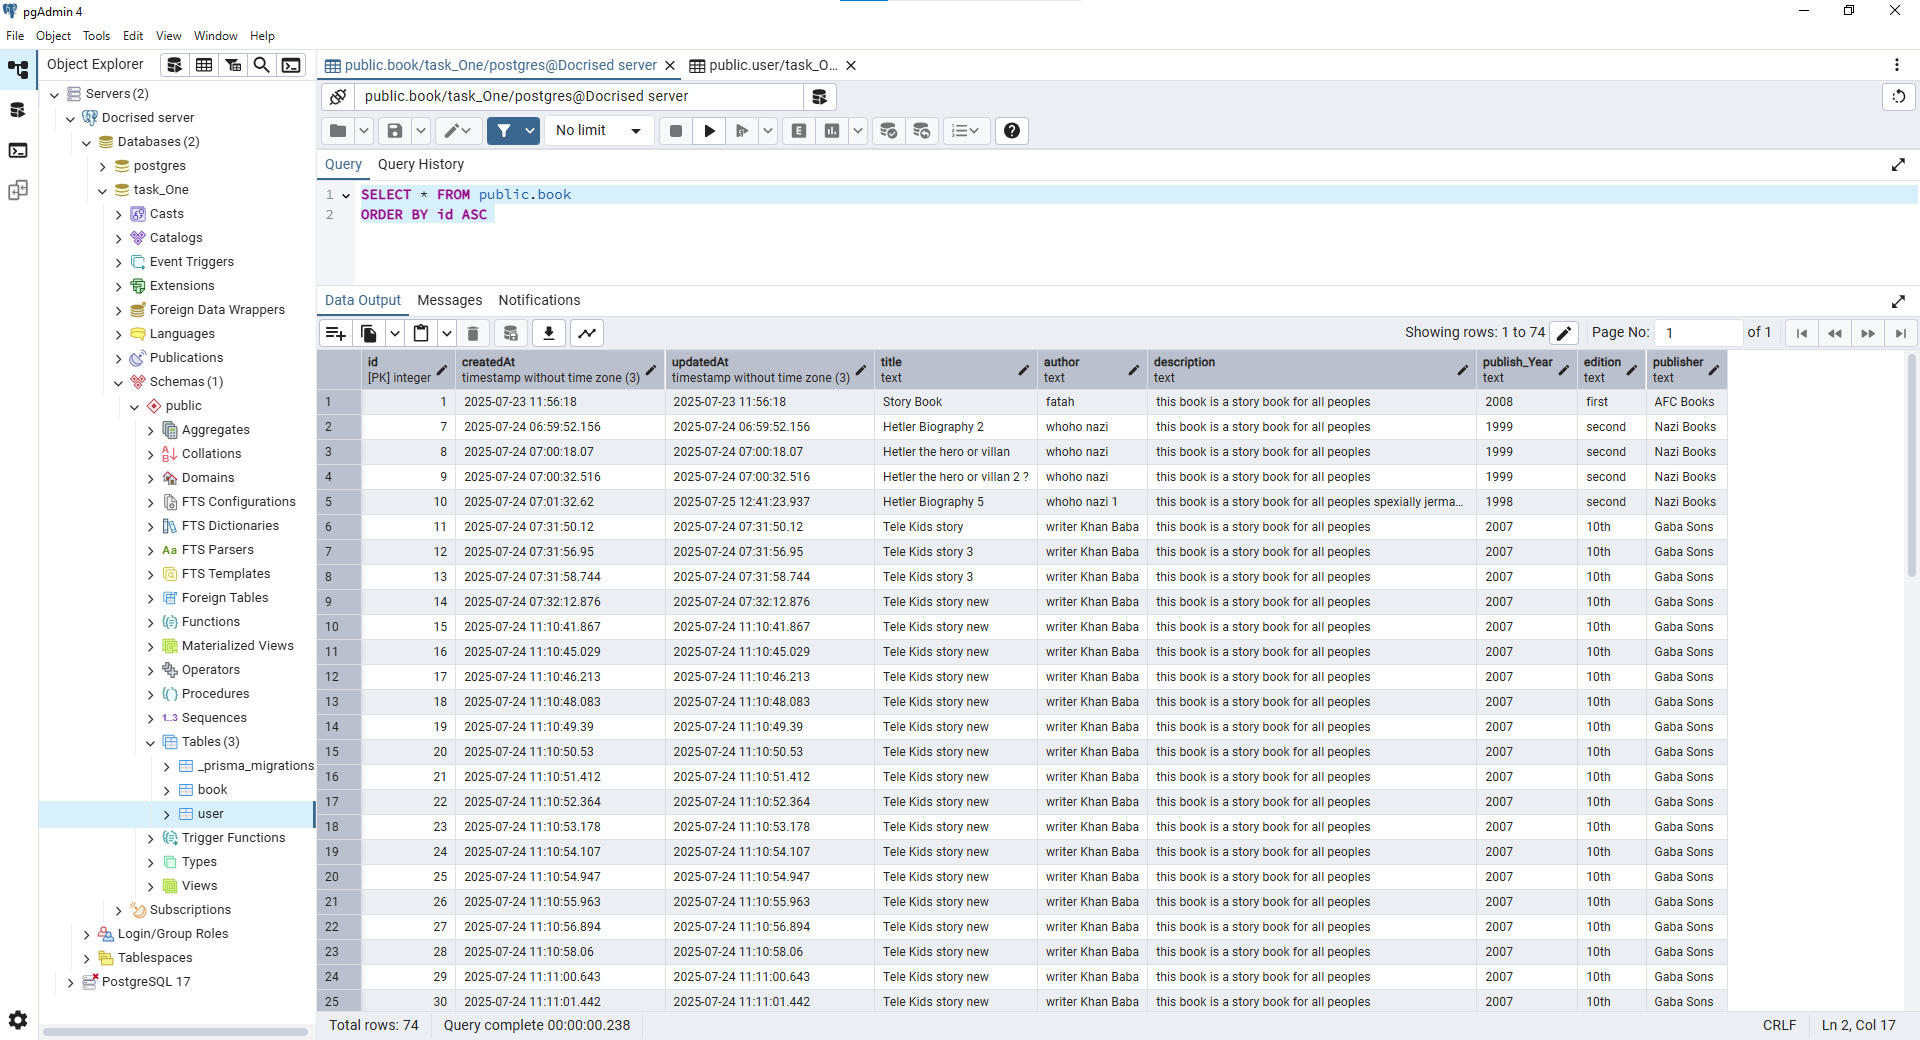 pgAdmin 4
File Object Tools Edit View Window Help
Object Explorer
Servers (2)
Docrised server
Databases (2)
postgres
task_One
Casts
Catalogs
Event Triggers
Extensions
Foreign Data Wrappers
Languages
Publications
Schemas (1)
public
Aggregates
Collations
Domains
FTS Configurations
FTS Dictionaries
Aa FTS Parsers
FTS Templates
Foreign Tables
Functions
Materialized Views
Operators
Procedures
1..3 Sequences
Tables (3)
_prisma_migrations
book
user
Trigger Functions
Types
Views
Subscriptions
Login/Group Roles
Tablespaces
PostgreSQL 17
public.book/task_One/postgres@Docrised server public.user/task_O...
public.book/task_One/postgres@Docrised server
No limit
Query Query History
1 SELECT * FROM public.book
2 ORDER BY id ASC
Data Output Messages Notifications
Showing rows: 1 to 74 Page No: 1 of 1
id createdAt updatedAt title author description publish_Year edition publisher
[PK] integer timestamp without time zone (3) timestamp without time zone (3) text text text text text text
1 1 2025-07-23 11:56:18 2025-07-23 11:56:18 Story Book fatah this book is a story book for all peoples 2008 first AFC Books
2 7 2025-07-24 06:59:52.156 2025-07-24 06:59:52.156 Hetler Biography 2 whoho nazi this book is a story book for all peoples 1999 second Nazi Books
3 8 2025-07-24 07:00:18.07 2025-07-24 07:00:18.07 Hetler the hero or villan whoho nazi this book is a story book for all peoples 1999 second Nazi Books
4 9 2025-07-24 07:00:32.516 2025-07-24 07:00:32.516 Hetler the hero or villan 2 ? whoho nazi this book is a story book for all peoples 1999 second Nazi Books
5 10 2025-07-24 07:01:32.62 2025-07-25 12:41:23.937 Hetler Biography 5 whoho nazi 1 this book is a story book for all peoples spexially jerma... 1998 second Nazi Books
6 11 2025-07-24 07:31:50.12 2025-07-24 07:31:50.12 Tele Kids story writer Khan Baba this book is a story book for all peoples 2007 10th Gaba Sons
7 12 2025-07-24 07:31:56.95 2025-07-24 07:31:56.95 Tele Kids story 3 writer Khan Baba this book is a story book for all peoples 2007 10th Gaba Sons
8 13 2025-07-24 07:31:58.744 2025-07-24 07:31:58.744 Tele Kids story 3 writer Khan Baba this book is a story book for all peoples 2007 10th Gaba Sons
9 14 2025-07-24 07:32:12.876 2025-07-24 07:32:12.876 Tele Kids story new writer Khan Baba this book is a story book for all peoples 2007 10th Gaba Sons
10 15 2025-07-24 11:10:41.867 2025-07-24 11:10:41.867 Tele Kids story new writer Khan Baba this book is a story book for all peoples 2007 10th Gaba Sons
11 16 2025-07-24 11:10:45.029 2025-07-24 11:10:45.029 Tele Kids story new writer Khan Baba this book is a story book for all peoples 2007 10th Gaba Sons
12 17 2025-07-24 11:10:46.213 2025-07-24 11:10:46.213 Tele Kids story new writer Khan Baba this book is a story book for all peoples 2007 10th Gaba Sons
13 18 2025-07-24 11:10:48.083 2025-07-24 11:10:48.083 Tele Kids story new writer Khan Baba this book is a story book for all peoples 2007 10th Gaba Sons
14 19 2025-07-24 11:10:49.39 2025-07-24 11:10:49.39 Tele Kids story new writer Khan Baba this book is a story book for all peoples 2007 10th Gaba Sons
15 20 2025-07-24 11:10:50.53 2025-07-24 11:10:50.53 Tele Kids story new writer Khan Baba this book is a story book for all peoples 2007 10th Gaba Sons
16 21 2025-07-24 11:10:51.412 2025-07-24 11:10:51.412 Tele Kids story new writer Khan Baba this book is a story book for all peoples 2007 10th Gaba Sons
17 22 2025-07-24 11:10:52.364 2025-07-24 11:10:52.364 Tele Kids story new writer Khan Baba this book is a story book for all peoples 2007 10th Gaba Sons
18 23 2025-07-24 11:10:53.178 2025-07-24 11:10:53.178 Tele Kids story new writer Khan Baba this book is a story book for all peoples 2007 10th Gaba Sons
19 24 2025-07-24 11:10:54.107 2025-07-24 11:10:54.107 Tele Kids story new writer Khan Baba this book is a story book for all peoples 2007 10th Gaba Sons
20 25 2025-07-24 11:10:54.947 2025-07-24 11:10:54.947 Tele Kids story new writer Khan Baba this book is a story book for all peoples 2007 10th Gaba Sons
21 26 2025-07-24 11:10:55.963 2025-07-24 11:10:55.963 Tele Kids story new writer Khan Baba this book is a story book for all peoples 2007 10th Gaba Sons
22 27 2025-07-24 11:10:56.894 2025-07-24 11:10:56.894 Tele Kids story new writer Khan Baba this book is a story book for all peoples 2007 10th Gaba Sons
23 28 2025-07-24 11:10:58.06 2025-07-24 11:10:58.06 Tele Kids story new writer Khan Baba this book is a story book for all peoples 2007 10th Gaba Sons
24 29 2025-07-24 11:11:00.643 2025-07-24 11:11:00.643 Tele Kids story new writer Khan Baba this book is a story book for all peoples 2007 10th Gaba Sons
25 30 2025-07-24 11:11:01.442 2025-07-24 11:11:01.442 Tele Kids story new writer Khan Baba this book is a story book for all peoples 2007 10th Gaba Sons
Total rows: 74 Query complete 00:00:00.238 CRLF Ln 2, Col 17